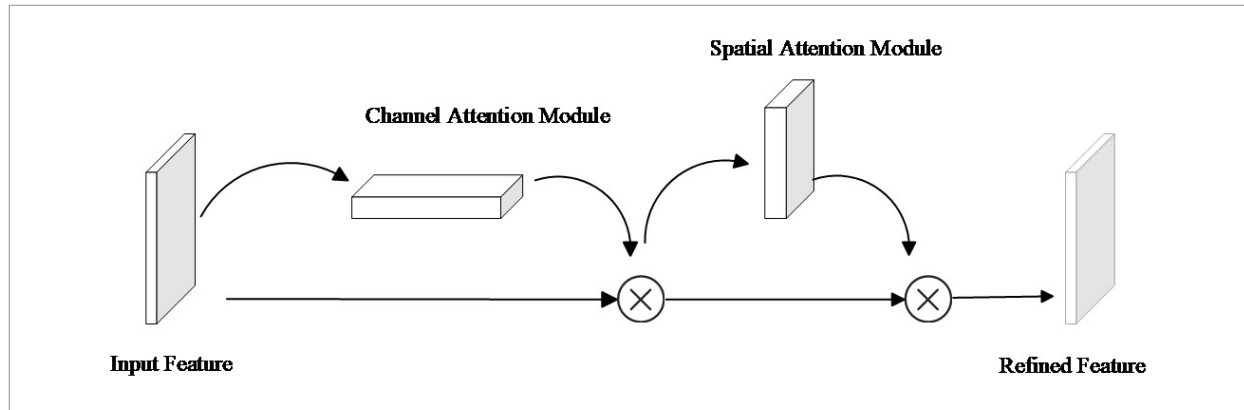 Spatial Attention Module
Channel Attention Module
Input Feature
Refined Feature